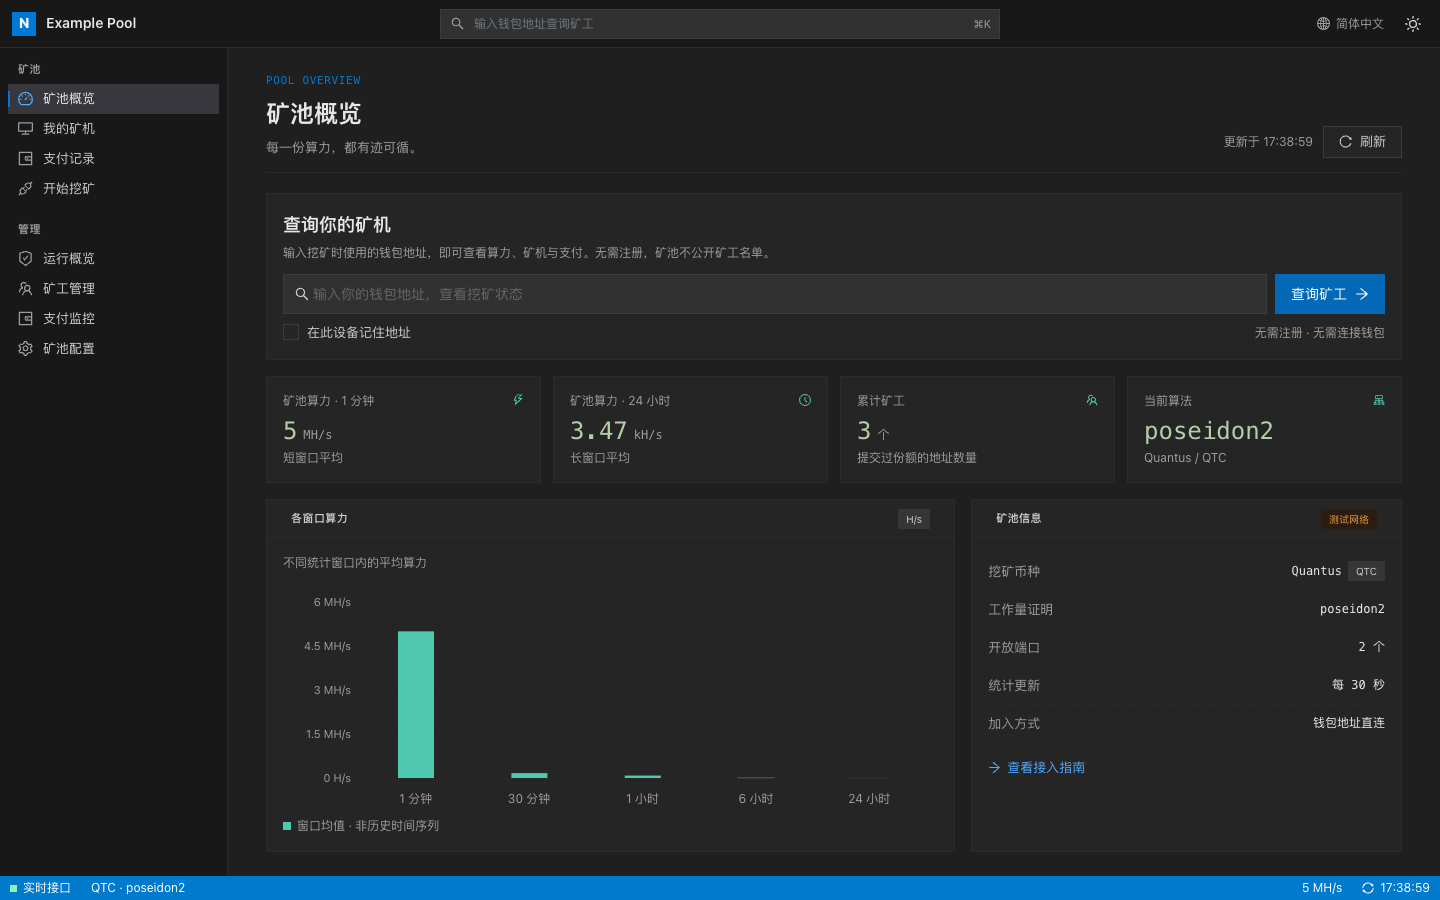 N Example Pool
输入钱包地址查询矿工 ⌘K
简体中文
矿池
矿池概览
我的矿机
支付记录
开始挖矿
管理
运行概览
矿工管理
支付监控
矿池配置
POOL OVERVIEW
矿池概览
每一份算力，都有迹可循。
更新于 17:38:59
刷新
查询你的矿机
输入挖矿时使用的钱包地址，即可查看算力、矿机与支付。无需注册，矿池不公开矿工名单。
输入你的钱包地址，查看挖矿状态
查询矿工
在此设备记住地址
无需注册 · 无需连接钱包
矿池算力 · 1 分钟
5 MH/s
短窗口平均
矿池算力 · 24 小时
3.47 kH/s
长窗口平均
累计矿工
3 个
提交过份额的地址数量
当前算法
poseidon2
Quantus / QTC
各窗口算力
H/s
不同统计窗口内的平均算力
6 MH/s
4.5 MH/s
3 MH/s
1.5 MH/s
0 H/s
1 分钟
30 分钟
1 小时
6 小时
24 小时
窗口均值 · 非历史时间序列
矿池信息
测试网络
挖矿币种 Quantus QTC
工作量证明 poseidon2
开放端口 2 个
统计更新 每 30 秒
加入方式 钱包地址直连
查看接入指南
实时接口
QTC · poseidon2
5 MH/s
17:38:59